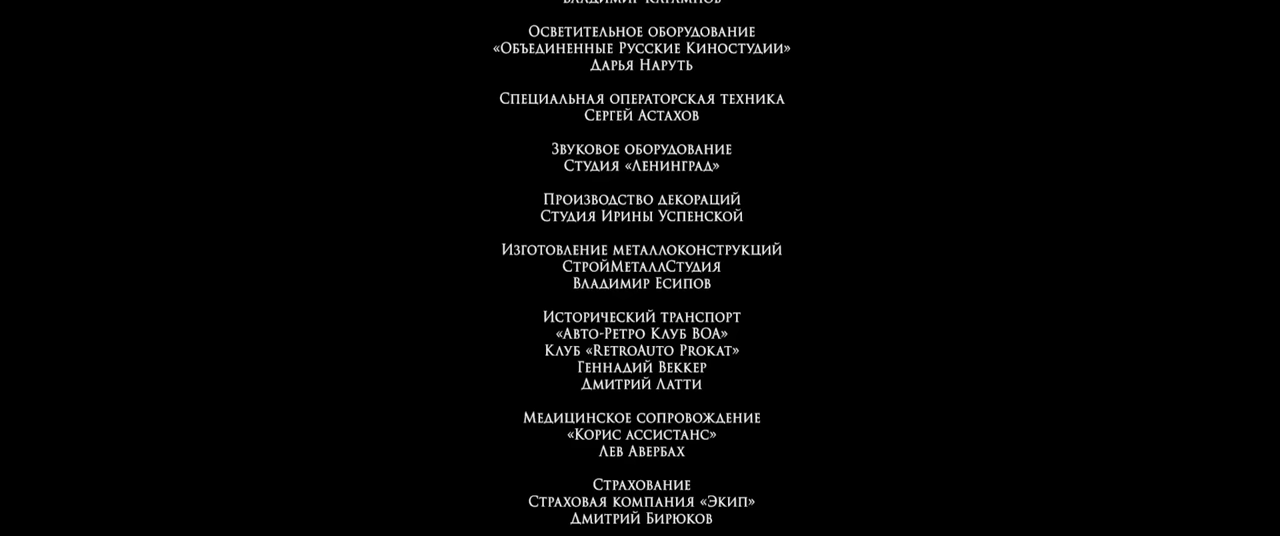 Осветительное оборудование
«Объединенные Русские Киностудии»
Дарья Наруть
Специальная операторская техника
Сергей Астахов
Звуковое оборудование
Студия «Ленинград»
Производство декораций
Студия Ирины Успенской
Изготовление металлоконструкций
СтройМеталлСтудия
Владимир Есипов
Исторический транспорт
«Авто-Ретро Клуб ВОА»
Клуб «RetroAuto Prokat»
Геннадий Веккер
Дмитрий Латти
Медицинское сопровождение
«Корис ассистанс»
Лев Авербах
Страхование
Страховая компания «Экип»
Дмитрий Бирюков